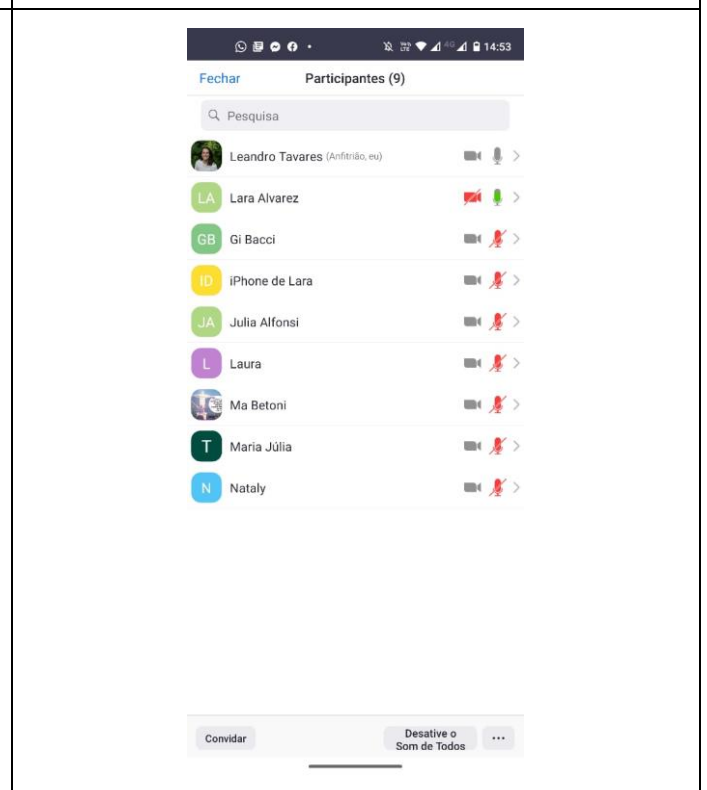 14:53
Fechar Participantes (9)
Pesquisa
Leandro Tavares (Anfitrião, eu)
LA Lara Alvarez
GB Gi Bacci
ID iPhone de Lara
JA Julia Alfonsi
L Laura
Ma Betoni
T Maria Júlia
N Nataly
Convidar
Desative o
Som de Todos
...